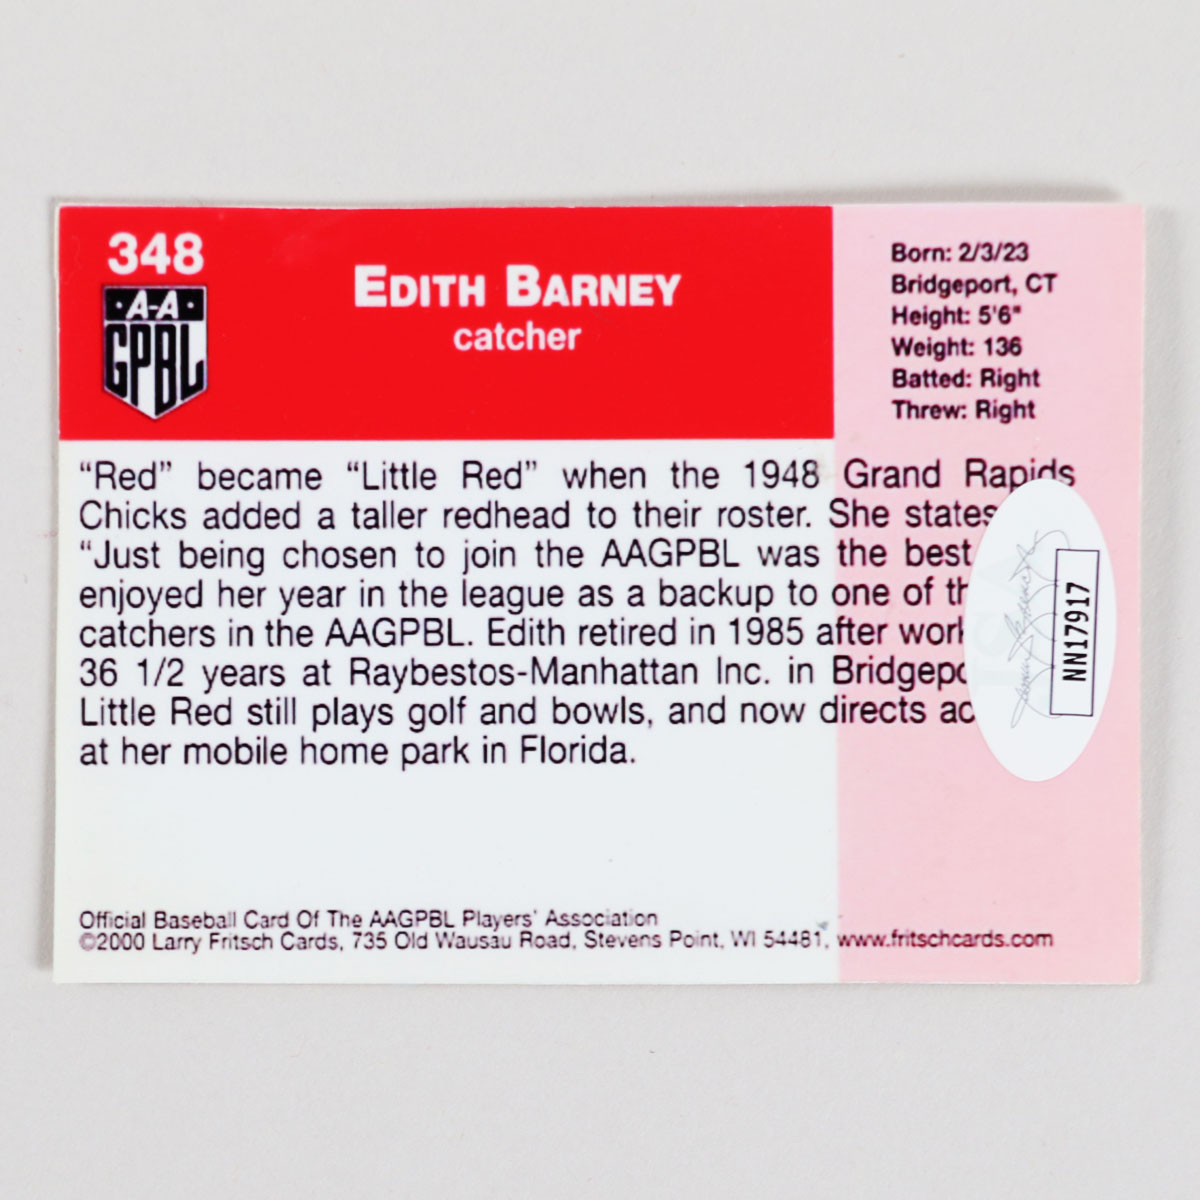 348
A-A
GPBL
EDITH BARNEY
catcher
Born: 2/3/23
Bridgeport, CT
Height: 5'6"
Weight: 136
Batted: Right
Threw: Right
“Red” became “Little Red” when the 1948 Grand Rapids
Chicks added a taller redhead to their roster. She states
“Just being chosen to join the AAGPBL was the best
enjoyed her year in the league as a backup to one of
catchers in the AAGPBL. Edith retired in 1985 after
36 1/2 years at Raybestos-Manhattan Inc. in
Little Red still plays golf and bowls, and now directs
at her mobile home park in Florida.
NN17917
Official Baseball Card Of The AAGPBL Players' Association
©2000 Larry Fritsch Cards, 735 Old Wausau Road, Stevens Point, WI 54481, www.fritschcards.com